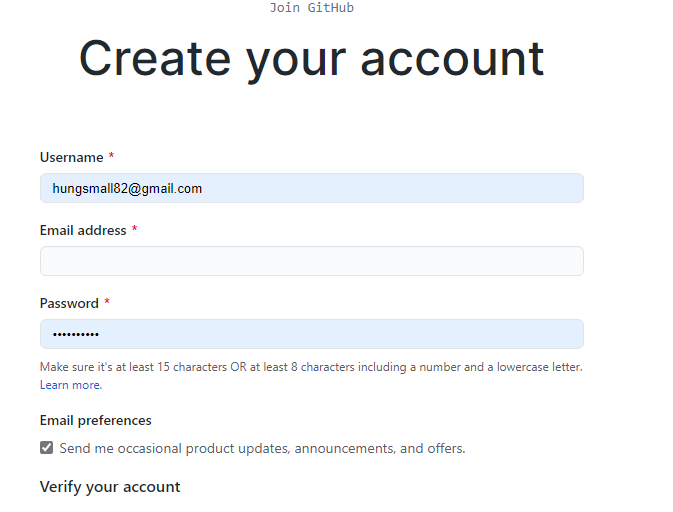 Join GitHub
Create your account
Username *
hungsmall82@gmail.com
Email address *
Password *
••••••••••
Make sure it's at least 15 characters OR at least 8 characters including a number and a lowercase letter.
Learn more.
Email preferences
Send me occasional product updates, announcements, and offers.
Verify your account